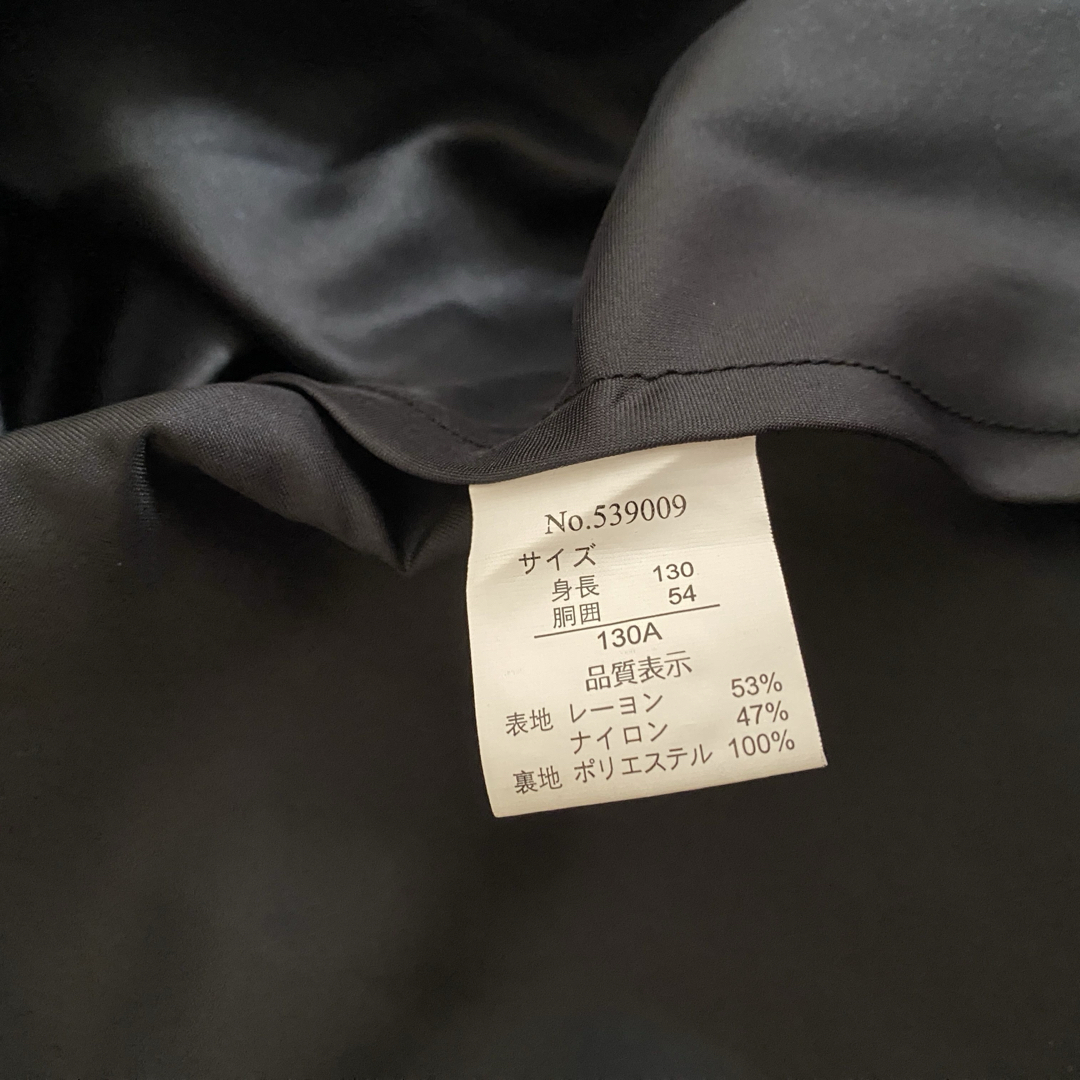 No.539009
サイズ
身長 130
胴囲 54
130A
品質表示
表地 レーヨン 53%
ナイロン 47%
裏地 ポリエステル 100%